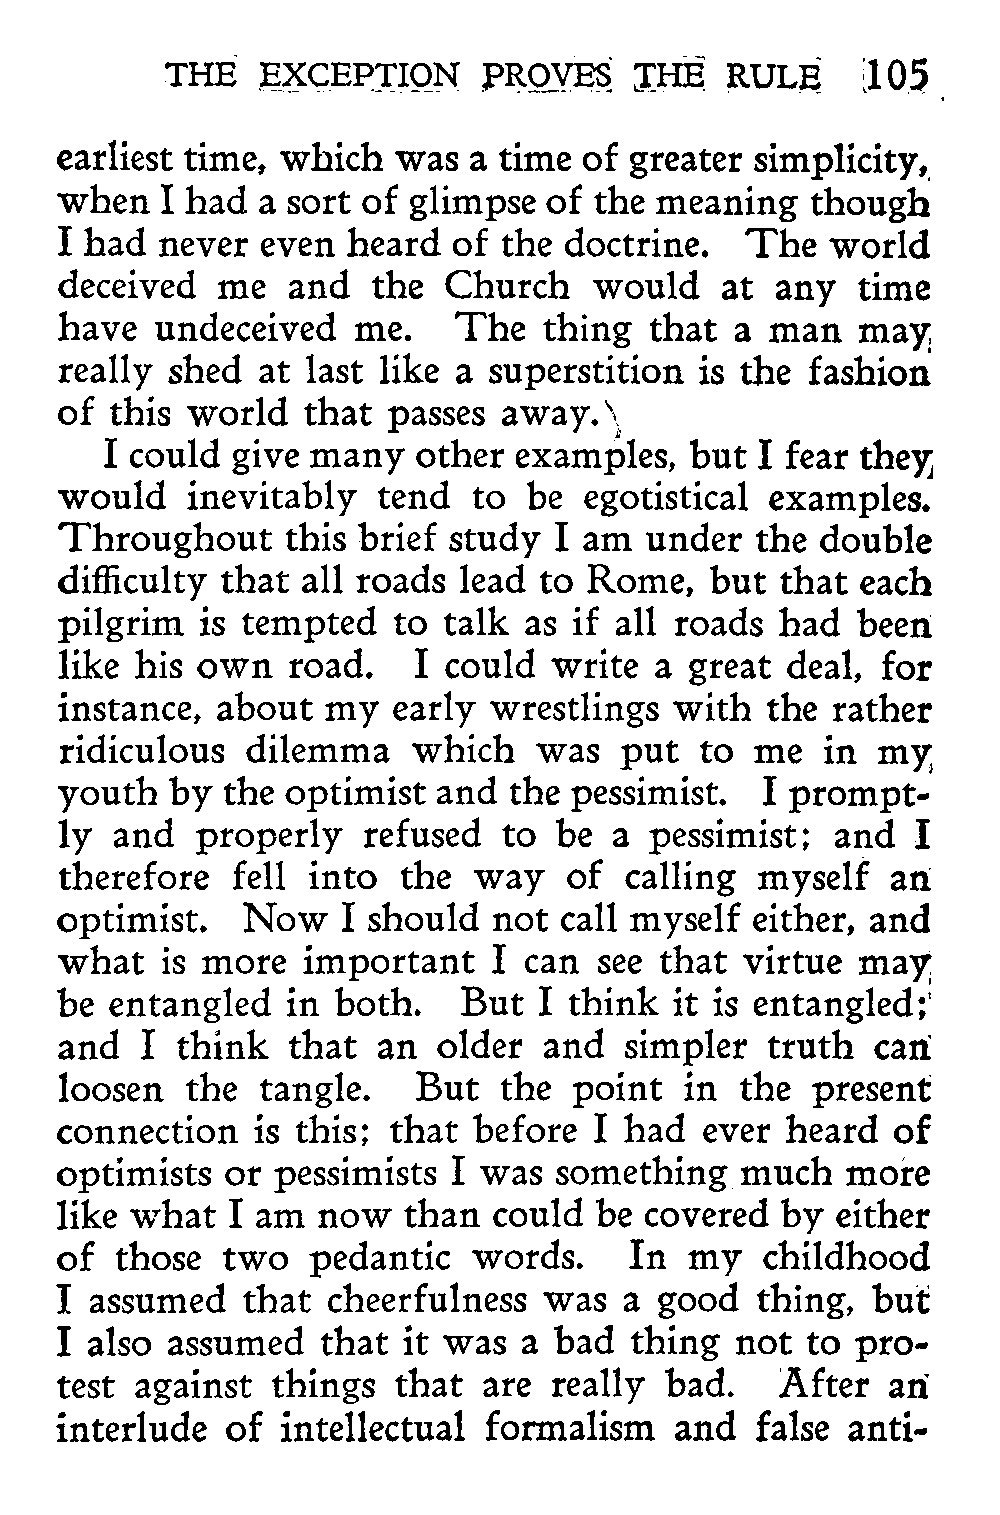 THE EXCEPTION PROVES THE RULE 105
earliest time, which was a time of greater simplicity,
when I had a sort of glimpse of the meaning though
I had never even heard of the doctrine. The world
deceived me and the Church would at any time
have undeceived me. The thing that a man may
really shed at last like a superstition is the fashion
of this world that passes away.
I could give many other examples, but I fear they
would inevitably tend to be egotistical examples.
Throughout this brief study I am under the double
difficulty that all roads lead to Rome, but that each
pilgrim is tempted to talk as if all roads had been
like his own road. I could write a great deal, for
instance, about my early wrestlings with the rather
ridiculous dilemma which was put to me in my
youth by the optimist and the pessimist. I prompt-
ly and properly refused to be a pessimist; and I
therefore fell into the way of calling myself an
optimist. Now I should not call myself either, and
what is more important I can see that virtue may
be entangled in both. But I think it is entangled;
and I think that an older and simpler truth can
loosen the tangle. But the point in the present
connection is this; that before I had ever heard of
optimists or pessimists I was something much more
like what I am now than could be covered by either
of those two pedantic words. In my childhood
I assumed that cheerfulness was a good thing, but
I also assumed that it was a bad thing not to pro-
test against things that are really bad. After an
interlude of intellectual formalism and false anti-